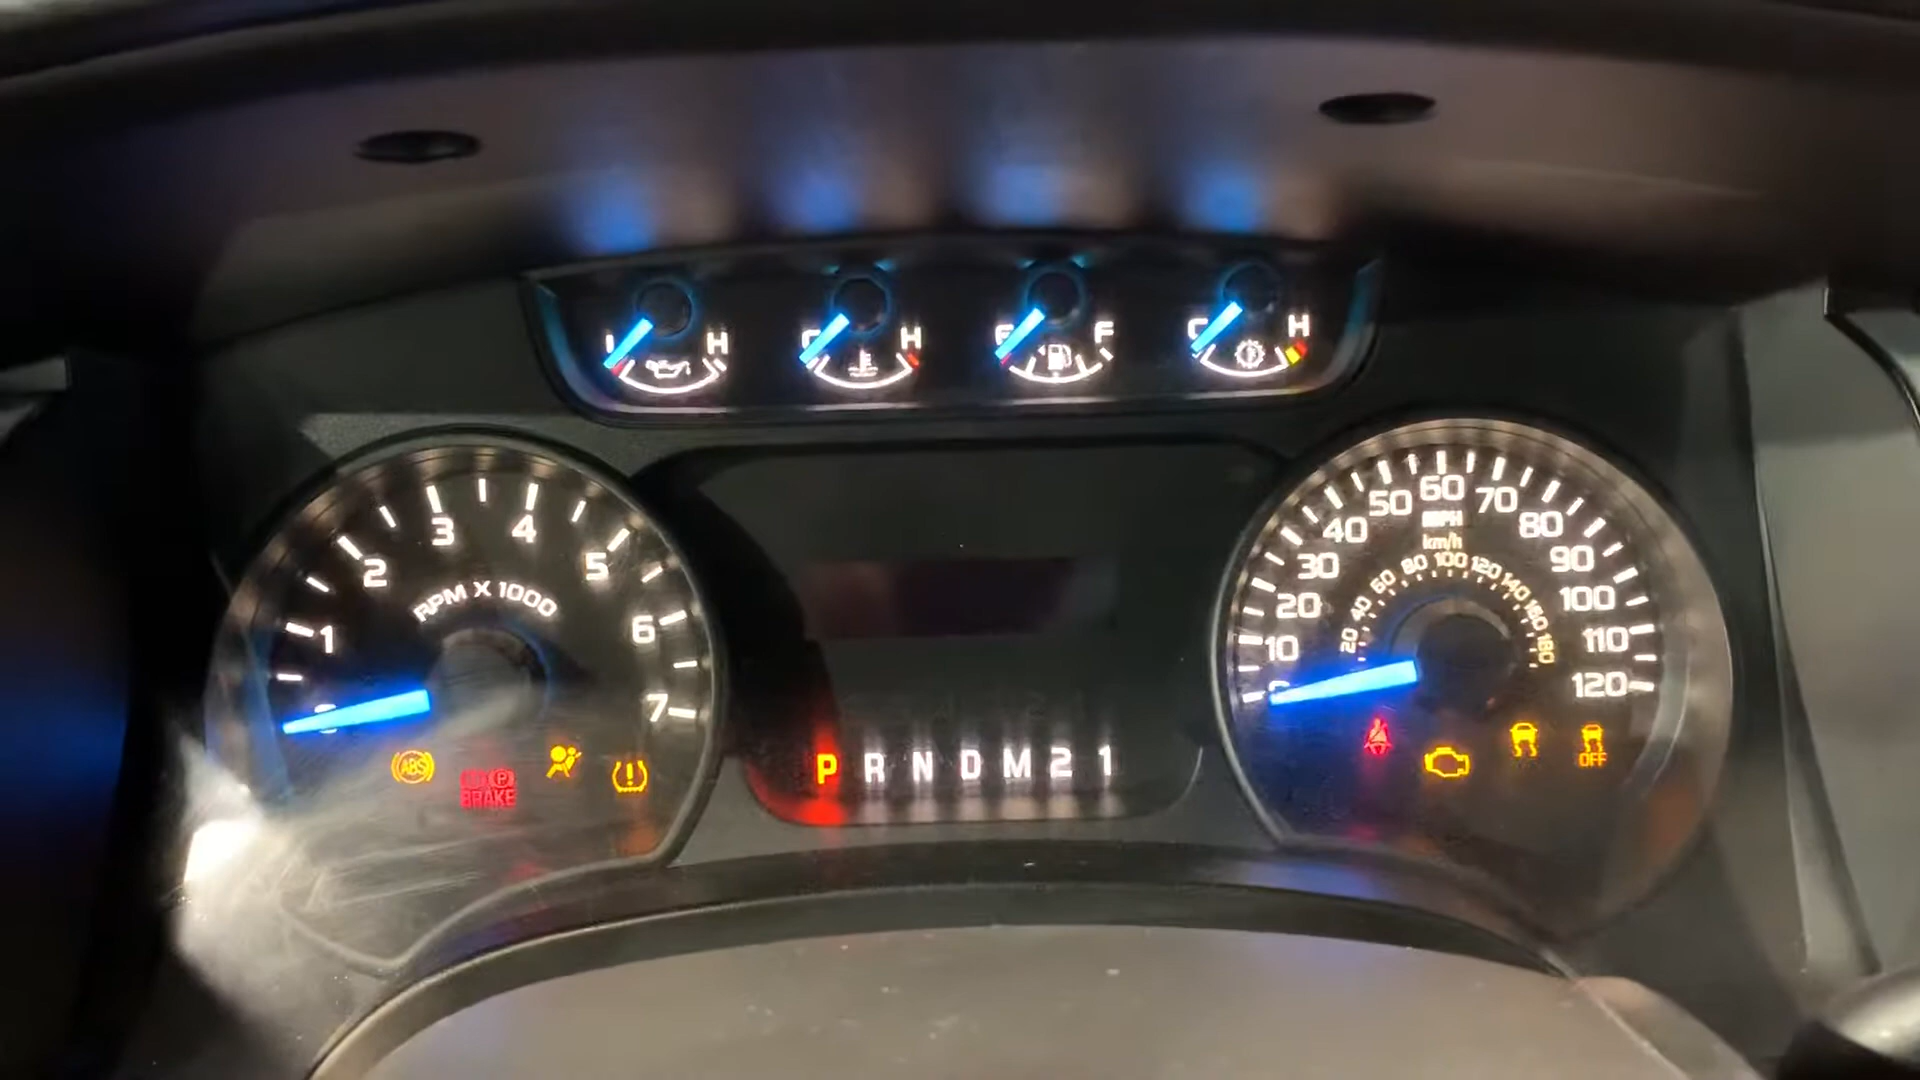 L H
C H
E F
C H
1 2 3 4 5 6 7
RPM X 1000
ABS
BRAKE
P R N D M 2 1
0 10 20 30 40 50 60 70 80 90 100 110 120
MPH
km/h
20 40 60 80 100 120 140 160 180
OFF